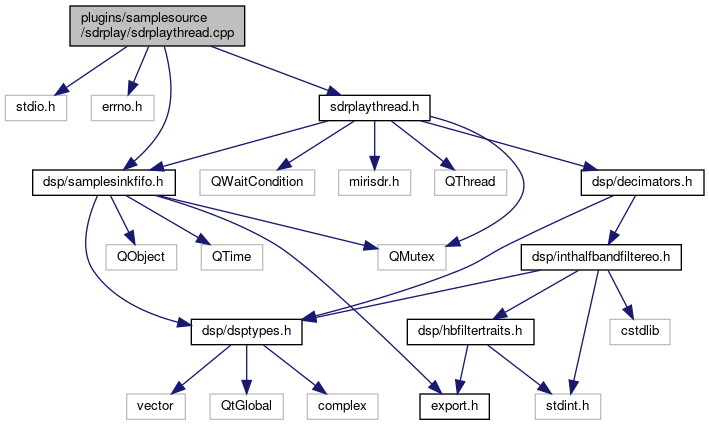 plugins/samplesource
/sdrplay/sdrplaythread.cpp
stdio.h
errno.h
sdrplaythread.h
dsp/samplesinkfifo.h
QWaitCondition
mirisdr.h
QThread
dsp/decimators.h
QObject
QTime
QMutex
dsp/inthalfbandfiltereo.h
dsp/dsptypes.h
dsp/hbfiltertraits.h
cstdlib
vector
QtGlobal
complex
export.h
stdint.h